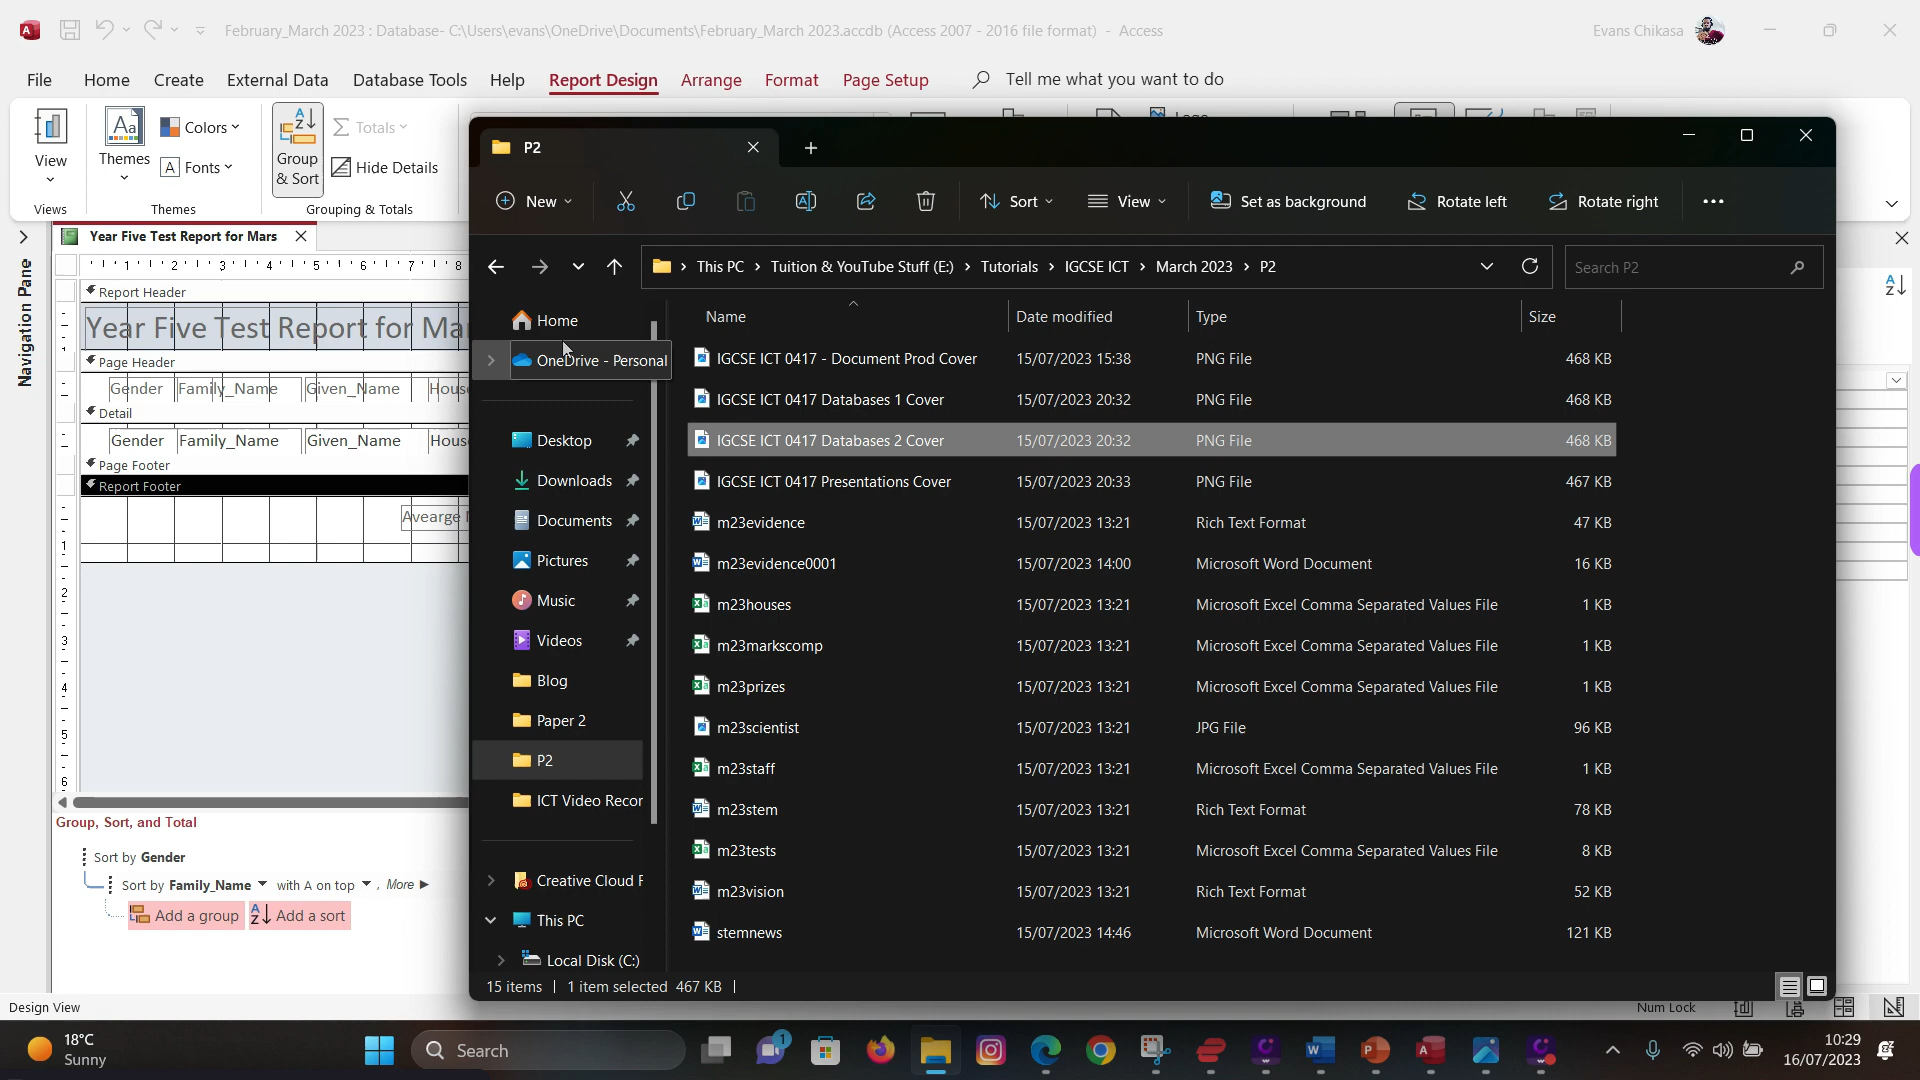 February_March 2023 : Database- C:\Users\evans\OneDrive\Documents\February_March 2023.accdb (Access 2007 - 2016 file format) - Access
Evans Chikasa
File Home Create External Data Database Tools Help Report Design Arrange Format Page Setup Tell me what you want to do
View
Views
Themes
Colors
Fonts
Themes
Group
& Sort
Totals
Hide Details
Grouping & Totals
Year Five Test Report for Mars
Navigation Pane
1 2 3 4 5 6 7 8
Report Header
Year Five Test Report for Ma
Page Header
Gender Family_Name Given_Name Hous
Detail
Gender Family_Name Given_Name Hous
Page Footer
Report Footer
Avearge
1
2
3
4
5
6
Group, Sort, and Total
Sort by Gender
Sort by Family_Name with A on top , More
Add a group Add a sort
Design View
Num Lock
P2
New Sort View Set as background Rotate left Rotate right
This PC Tuition & YouTube Stuff (E:) Tutorials IGCSE ICT March 2023 P2
Search P2
Home
OneDrive - Personal
Desktop
Downloads
Documents
Pictures
Music
Videos
Blog
Paper 2
P2
ICT Video Recor
Creative Cloud F
This PC
Local Disk (C:)
Name Date modified Type Size
IGCSE ICT 0417 - Document Prod Cover 15/07/2023 15:38 PNG File 468 KB
IGCSE ICT 0417 Databases 1 Cover 15/07/2023 20:32 PNG File 468 KB
IGCSE ICT 0417 Databases 2 Cover 15/07/2023 20:32 PNG File 468 KB
IGCSE ICT 0417 Presentations Cover 15/07/2023 20:33 PNG File 467 KB
m23evidence 15/07/2023 13:21 Rich Text Format 47 KB
m23evidence0001 15/07/2023 14:00 Microsoft Word Document 16 KB
m23houses 15/07/2023 13:21 Microsoft Excel Comma Separated Values File 1 KB
m23markscomp 15/07/2023 13:21 Microsoft Excel Comma Separated Values File 1 KB
m23prizes 15/07/2023 13:21 Microsoft Excel Comma Separated Values File 1 KB
m23scientist 15/07/2023 13:21 JPG File 96 KB
m23staff 15/07/2023 13:21 Microsoft Excel Comma Separated Values File 1 KB
m23stem 15/07/2023 13:21 Rich Text Format 78 KB
m23tests 15/07/2023 13:21 Microsoft Excel Comma Separated Values File 8 KB
m23vision 15/07/2023 13:21 Rich Text Format 52 KB
stemnews 15/07/2023 14:46 Microsoft Word Document 121 KB
15 items 1 item selected 467 KB
18°C
Sunny
Search
1
10:29
16/07/2023